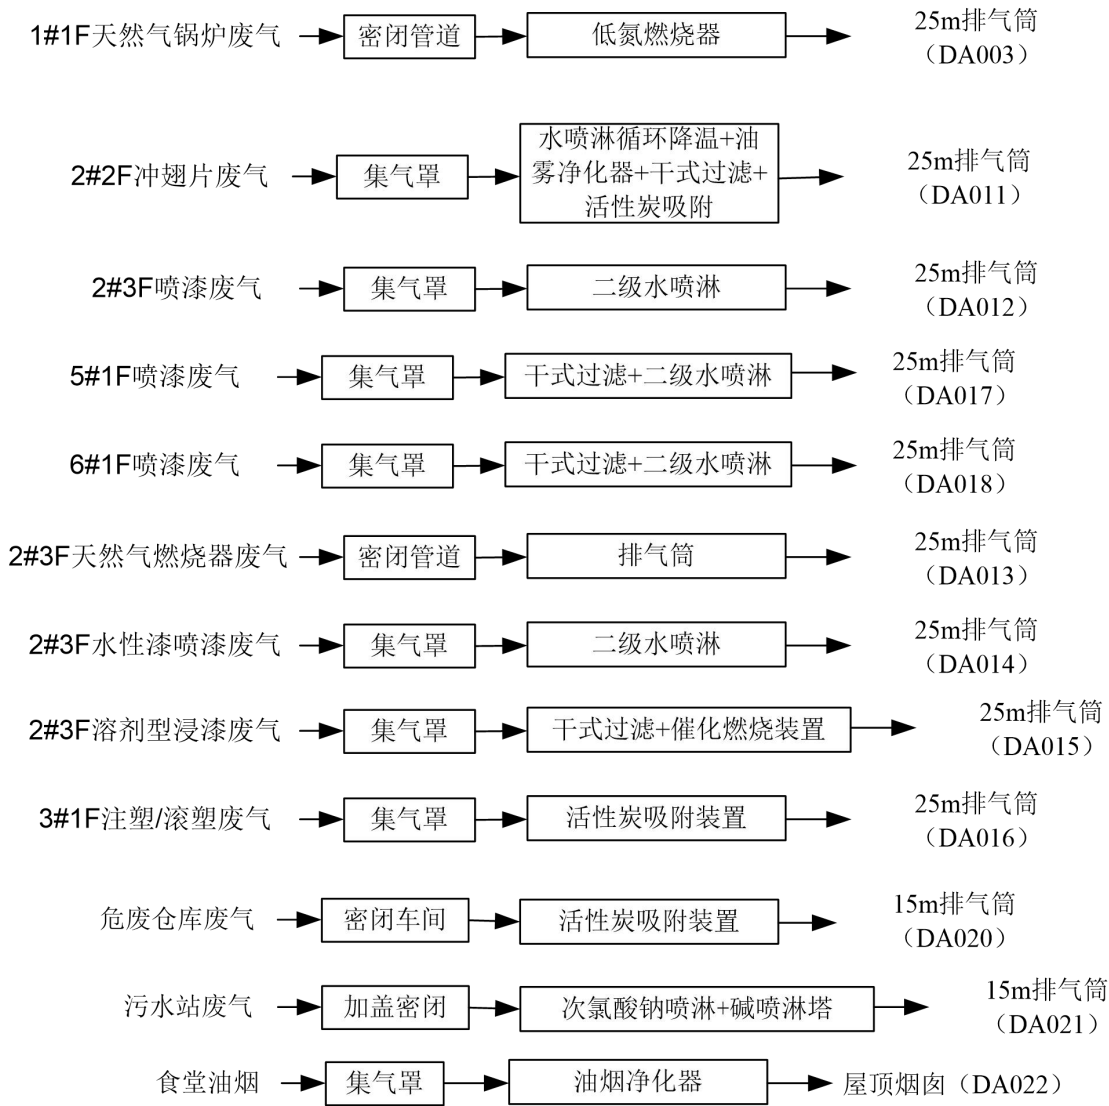 1#1F天然气锅炉废气
密闭管道
低氮燃烧器
25m排气筒
（DA003）
2#2F冲翅片废气
集气罩
水喷淋循环降温+油
雾净化器+干式过滤+
活性炭吸附
25m排气筒
（DA011）
2#3F喷漆废气
集气罩
二级水喷淋
25m排气筒
（DA012）
5#1F喷漆废气
集气罩
干式过滤+二级水喷淋
25m排气筒
（DA017）
6#1F喷漆废气
集气罩
干式过滤+二级水喷淋
25m排气筒
（DA018）
2#3F天然气燃烧器废气
密闭管道
排气筒
25m排气筒
（DA013）
2#3F水性漆喷漆废气
集气罩
二级水喷淋
25m排气筒
（DA014）
2#3F溶剂型浸漆废气
集气罩
干式过滤+催化燃烧装置
25m排气筒
（DA015）
3#1F注塑/滚塑废气
集气罩
活性炭吸附装置
25m排气筒
（DA016）
危废仓库废气
密闭车间
活性炭吸附装置
15m排气筒
（DA020）
污水站废气
加盖密闭
次氯酸钠喷淋+碱喷淋塔
15m排气筒
（DA021）
食堂油烟
集气罩
油烟净化器
屋顶烟囱（DA022）